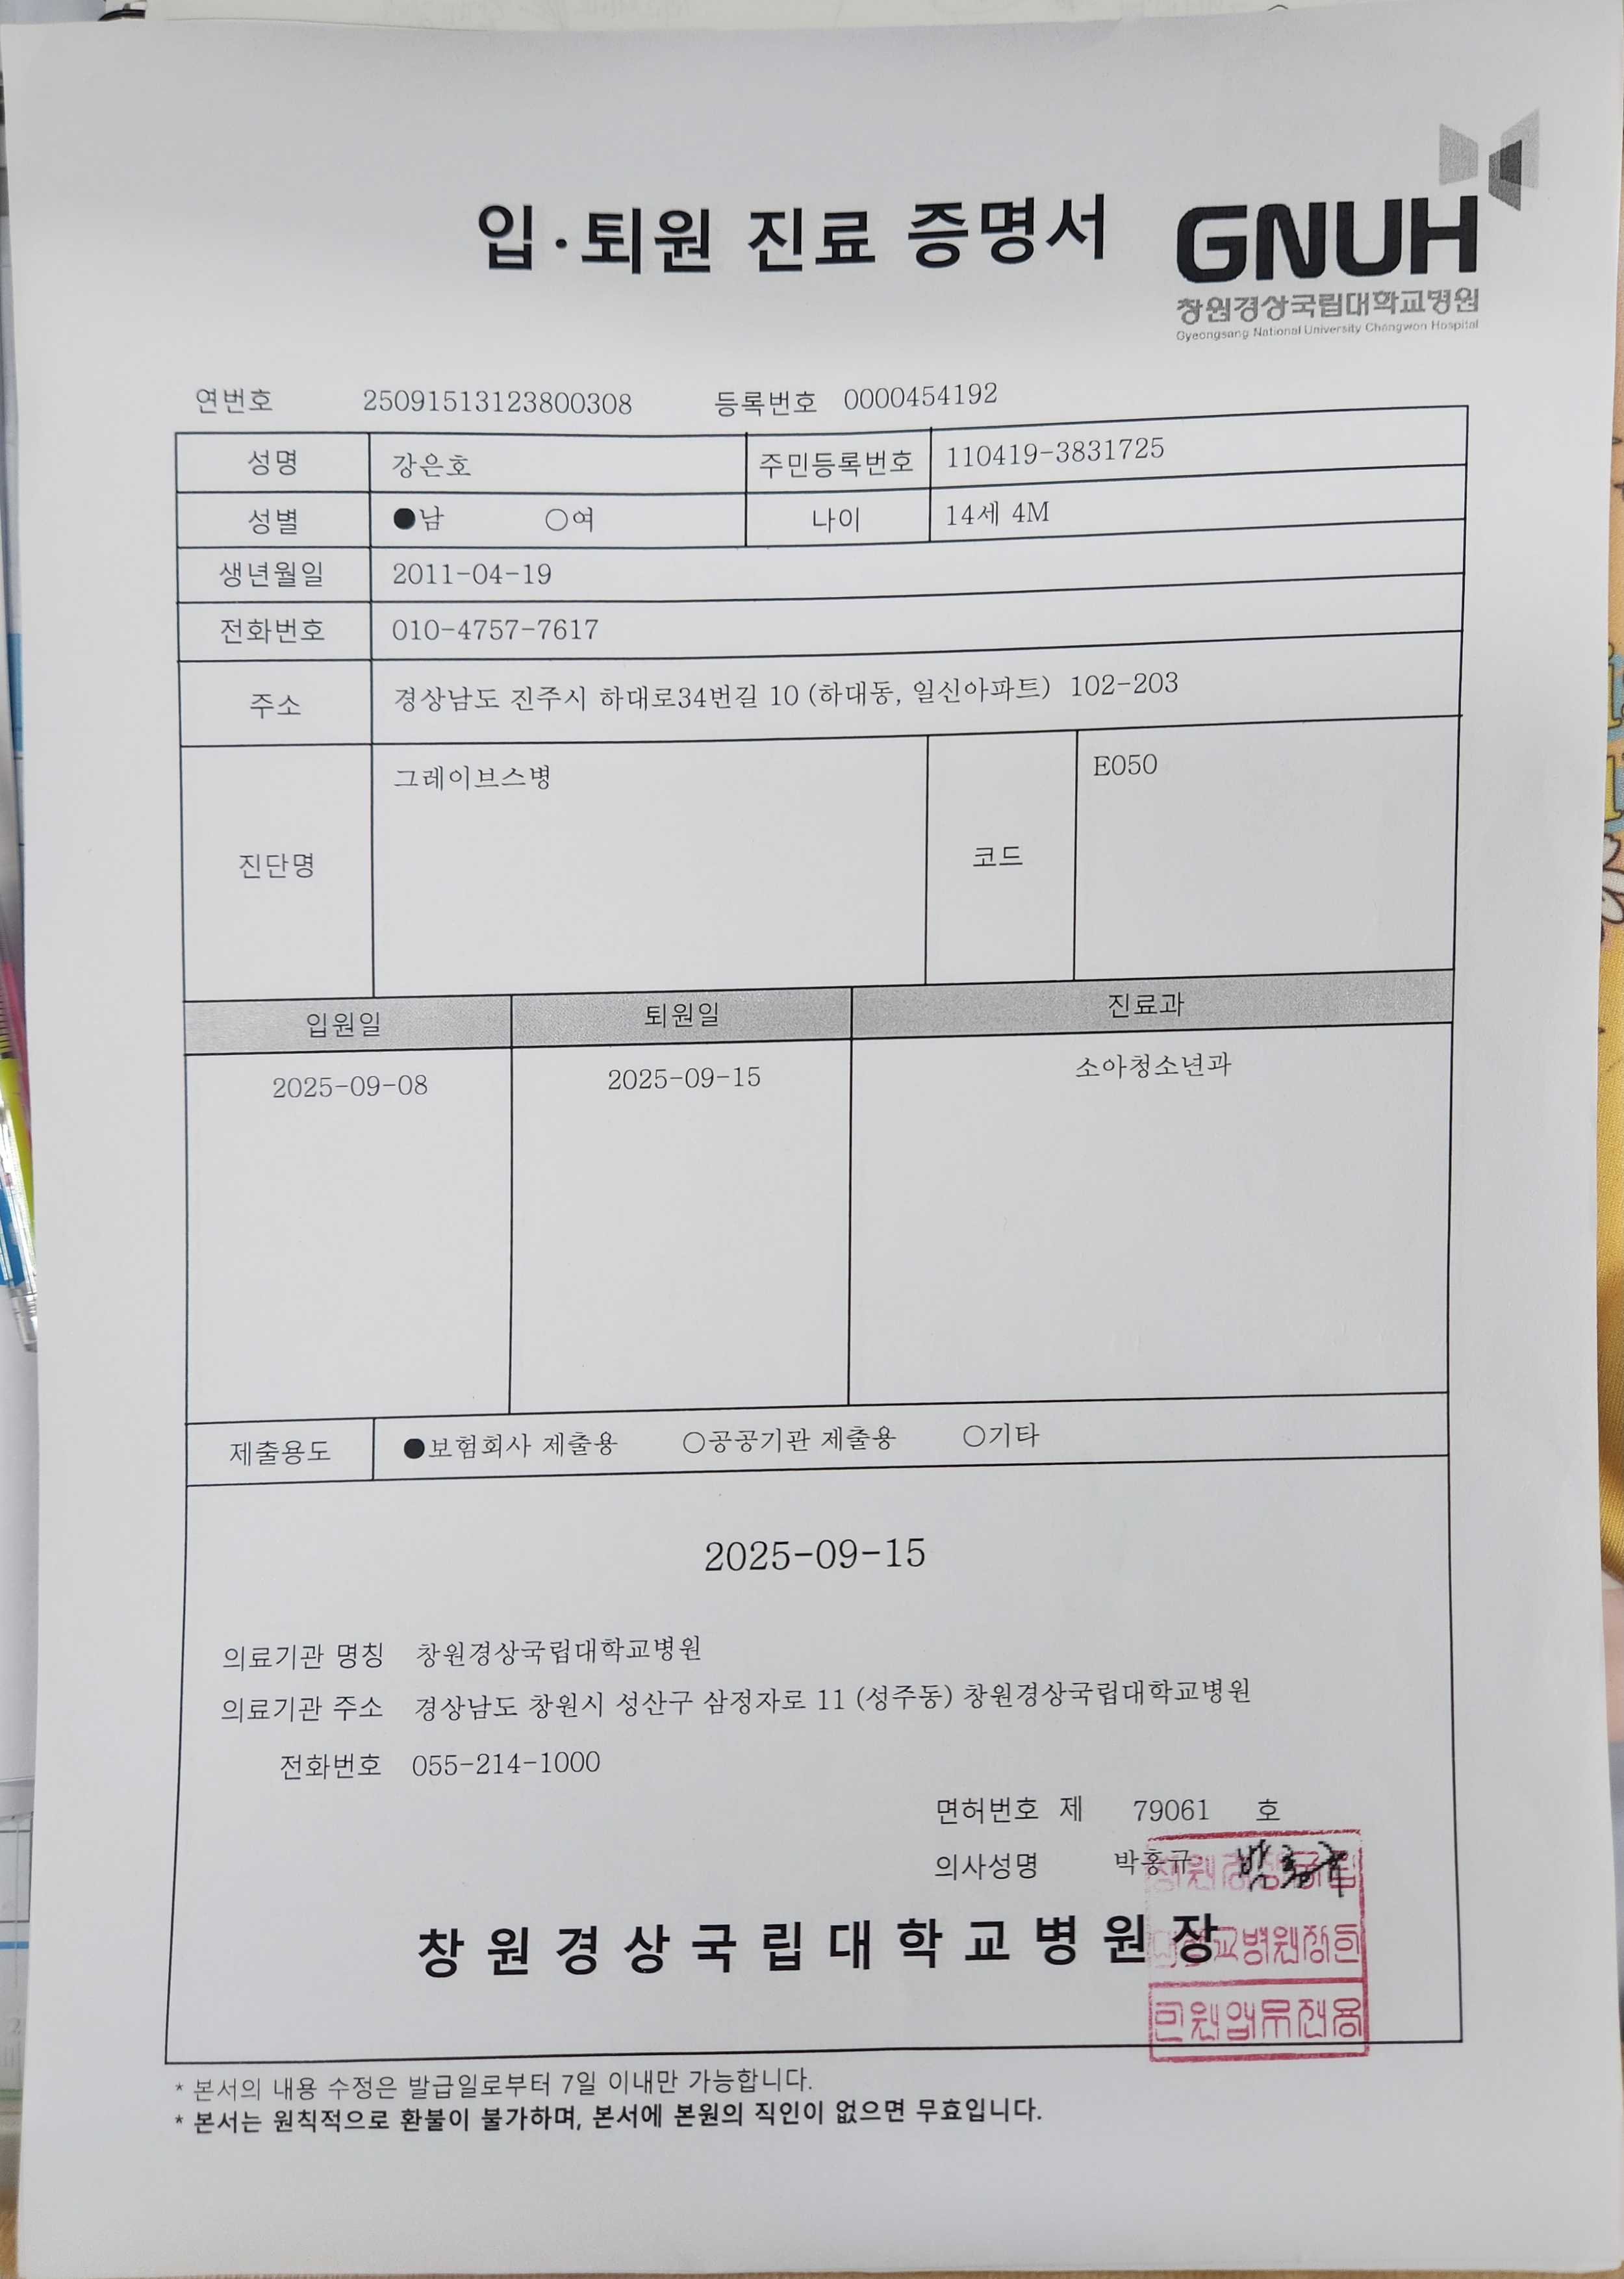 입·퇴원 진료 증명서
GNUH
창원경상국립대학교병원
Gyeongsang National University Changwon Hospital
연번호 25091513123800308 등록번호 0000454192
성명 강은호 주민등록번호 110419-3831725
성별 ●남 ○여 나이 14세 4M
생년월일 2011-04-19
전화번호 010-4757-7617
주소 경상남도 진주시 하대로34번길 10 (하대동, 일신아파트) 102-203
진단명 그레이브스병 코드 E050
입원일 퇴원일 진료과
2025-09-08 2025-09-15 소아청소년과
제출용도 ●보험회사 제출용 ○공공기관 제출용 ○기타
2025-09-15
의료기관 명칭 창원경상국립대학교병원
의료기관 주소 경상남도 창원시 성산구 삼정자로 11 (성주동) 창원경상국립대학교병원
전화번호 055-214-1000
면허번호 제 79061 호
의사성명 박홍규
창원경상국립대학교병원장
* 본서의 내용 수정은 발급일로부터 7일 이내만 가능합니다.
* 본서는 원칙적으로 환불이 불가하며, 본서에 본원의 직인이 없으면 무효입니다.